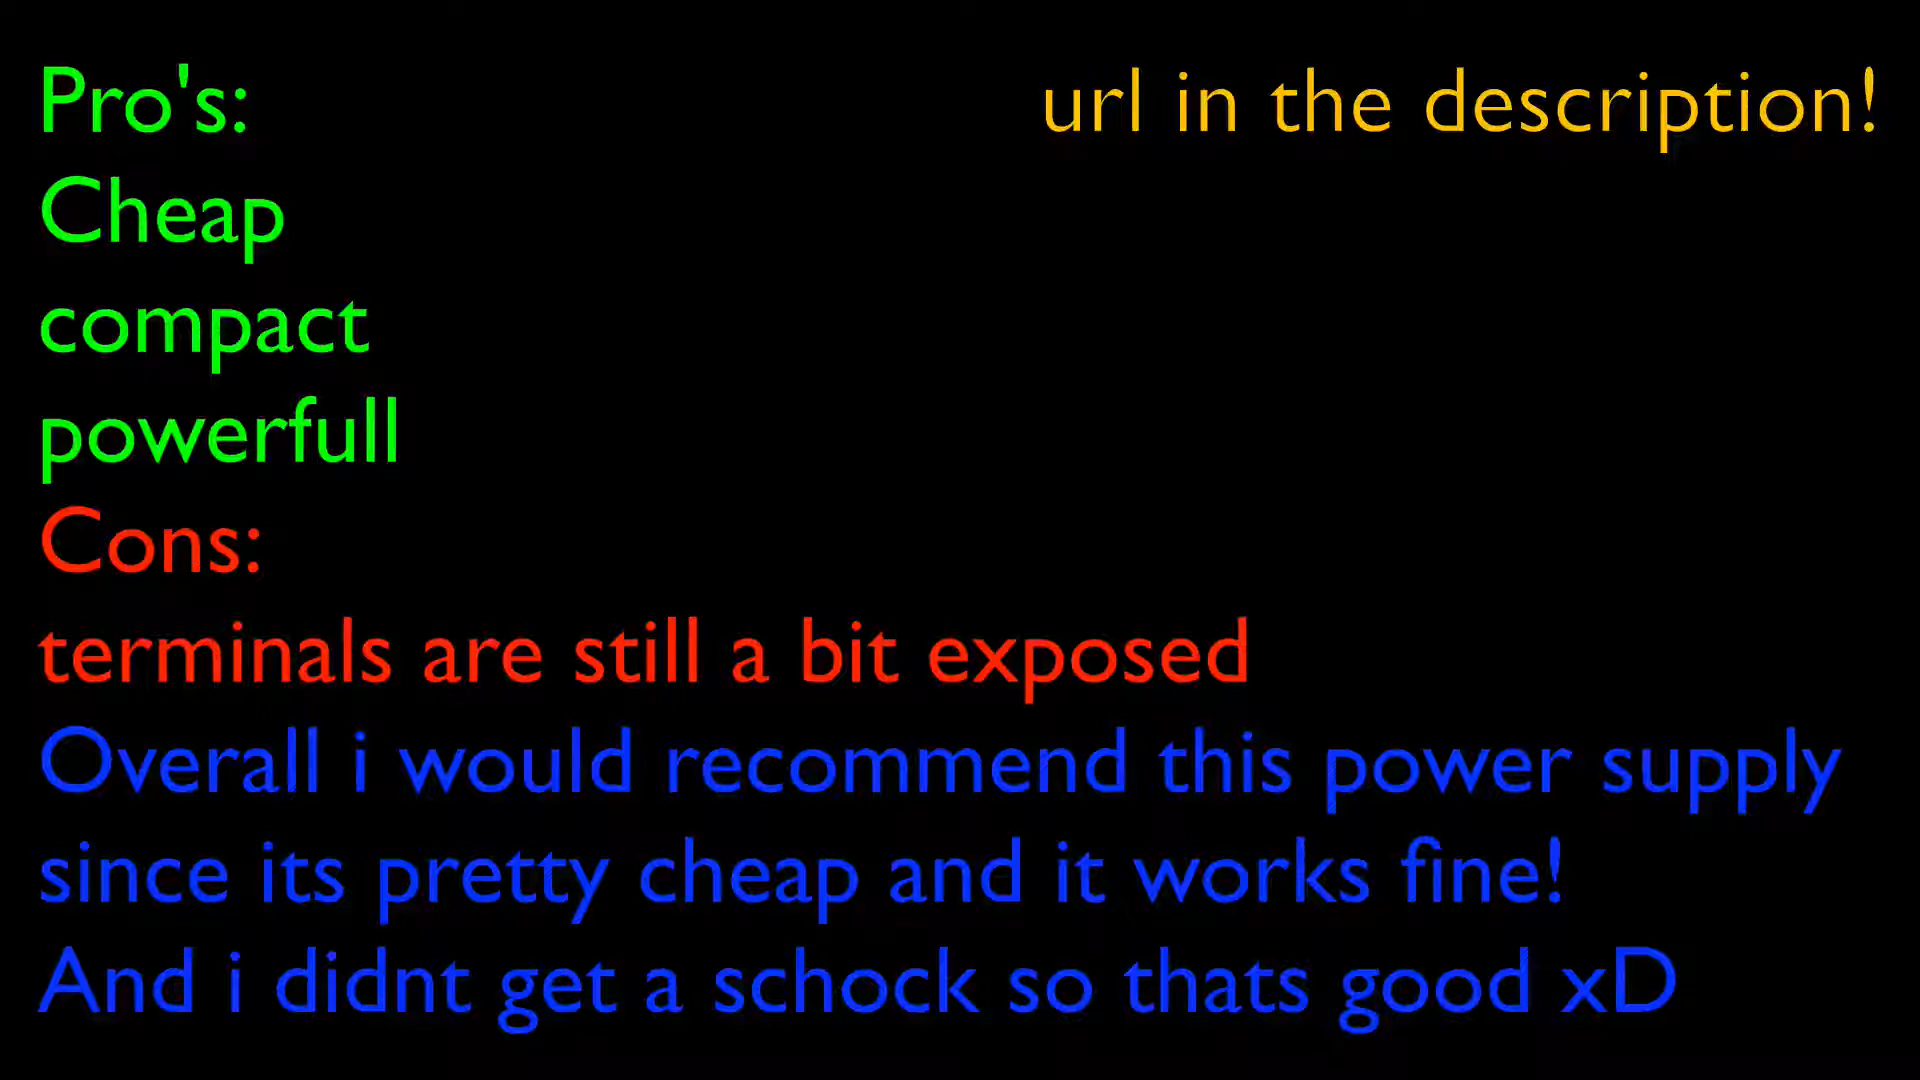 Pro's:
url in the description!
Cheap
compact
powerfull
Cons:
terminals are still a bit exposed
Overall i would recommend this power supply
since its pretty cheap and it works fine!
And i didnt get a schock so thats good xD